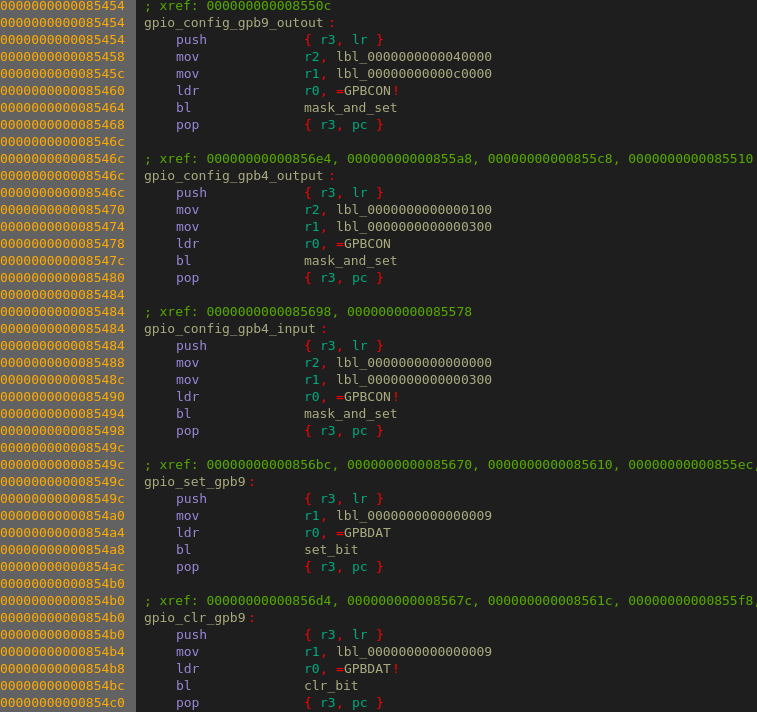 0000000000085454 ; xref: 000000000008550c
0000000000085454 gpio_config_gpb9_outout:
0000000000085454 push { r3, lr }
0000000000085458 mov r2, lbl_0000000000040000
000000000008545c mov r1, lbl_00000000000c0000
0000000000085460 ldr r0, =GPBCON!
0000000000085464 bl mask_and_set
0000000000085468 pop { r3, pc }
000000000008546c
000000000008546c ; xref: 00000000000856e4, 00000000000855a8, 00000000000855c8, 0000000000085510
000000000008546c gpio_config_gpb4_output:
000000000008546c push { r3, lr }
0000000000085470 mov r2, lbl_0000000000000100
0000000000085474 mov r1, lbl_0000000000000300
0000000000085478 ldr r0, =GPBCON
000000000008547c bl mask_and_set
0000000000085480 pop { r3, pc }
0000000000085484
0000000000085484 ; xref: 0000000000085698, 0000000000085578
0000000000085484 gpio_config_gpb4_input:
0000000000085484 push { r3, lr }
0000000000085488 mov r2, lbl_0000000000000000
000000000008548c mov r1, lbl_0000000000000300
0000000000085490 ldr r0, =GPBCON!
0000000000085494 bl mask_and_set
0000000000085498 pop { r3, pc }
000000000008549c
000000000008549c ; xref: 00000000000856bc, 0000000000085670, 0000000000085610, 00000000000855ec,
000000000008549c gpio_set_gpb9:
000000000008549c push { r3, lr }
00000000000854a0 mov r1, lbl_0000000000000009
00000000000854a4 ldr r0, =GPBDAT
00000000000854a8 bl set_bit
00000000000854ac pop { r3, pc }
00000000000854b0
00000000000854b0 ; xref: 00000000000856d4, 000000000008567c, 000000000008561c, 00000000000855f8,
00000000000854b0 gpio_clr_gpb9:
00000000000854b0 push { r3, lr }
00000000000854b4 mov r1, lbl_0000000000000009
00000000000854b8 ldr r0, =GPBDAT!
00000000000854bc bl clr_bit
00000000000854c0 pop { r3, pc }